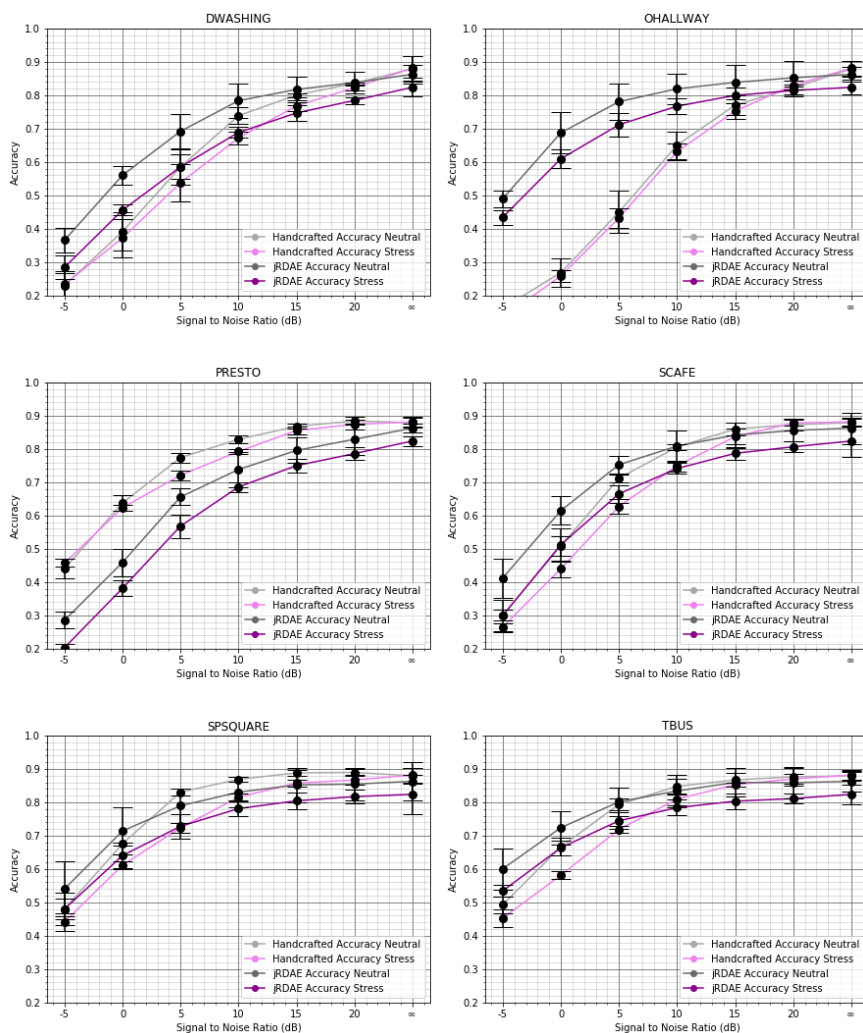 DWASHING
1.0
0.9
0.8
0.7
0.6
0.5
0.4
0.3
0.2
Accuracy
Handcrafted Accuracy Neutral
Handcrafted Accuracy Stress
jRDAE Accuracy Neutral
jRDAE Accuracy Stress
-5 0 5 10 15 20 ∞
Signal to Noise Ratio (dB)
OHALLWAY
1.0
0.9
0.8
0.7
0.6
0.5
0.4
0.3
0.2
Accuracy
Handcrafted Accuracy Neutral
Handcrafted Accuracy Stress
jRDAE Accuracy Neutral
jRDAE Accuracy Stress
-5 0 5 10 15 20 ∞
Signal to Noise Ratio (dB)
PRESTO
1.0
0.9
0.8
0.7
0.6
0.5
0.4
0.3
0.2
Accuracy
Handcrafted Accuracy Neutral
Handcrafted Accuracy Stress
jRDAE Accuracy Neutral
jRDAE Accuracy Stress
-5 0 5 10 15 20 ∞
Signal to Noise Ratio (dB)
SCAFE
1.0
0.9
0.8
0.7
0.6
0.5
0.4
0.3
0.2
Accuracy
Handcrafted Accuracy Neutral
Handcrafted Accuracy Stress
jRDAE Accuracy Neutral
jRDAE Accuracy Stress
-5 0 5 10 15 20 ∞
Signal to Noise Ratio (dB)
SPSQUARE
1.0
0.9
0.8
0.7
0.6
0.5
0.4
0.3
0.2
Accuracy
Handcrafted Accuracy Neutral
Handcrafted Accuracy Stress
jRDAE Accuracy Neutral
jRDAE Accuracy Stress
-5 0 5 10 15 20 ∞
Signal to Noise Ratio (dB)
TBUS
1.0
0.9
0.8
0.7
0.6
0.5
0.4
0.3
0.2
Accuracy
Handcrafted Accuracy Neutral
Handcrafted Accuracy Stress
jRDAE Accuracy Neutral
jRDAE Accuracy Stress
-5 0 5 10 15 20 ∞
Signal to Noise Ratio (dB)